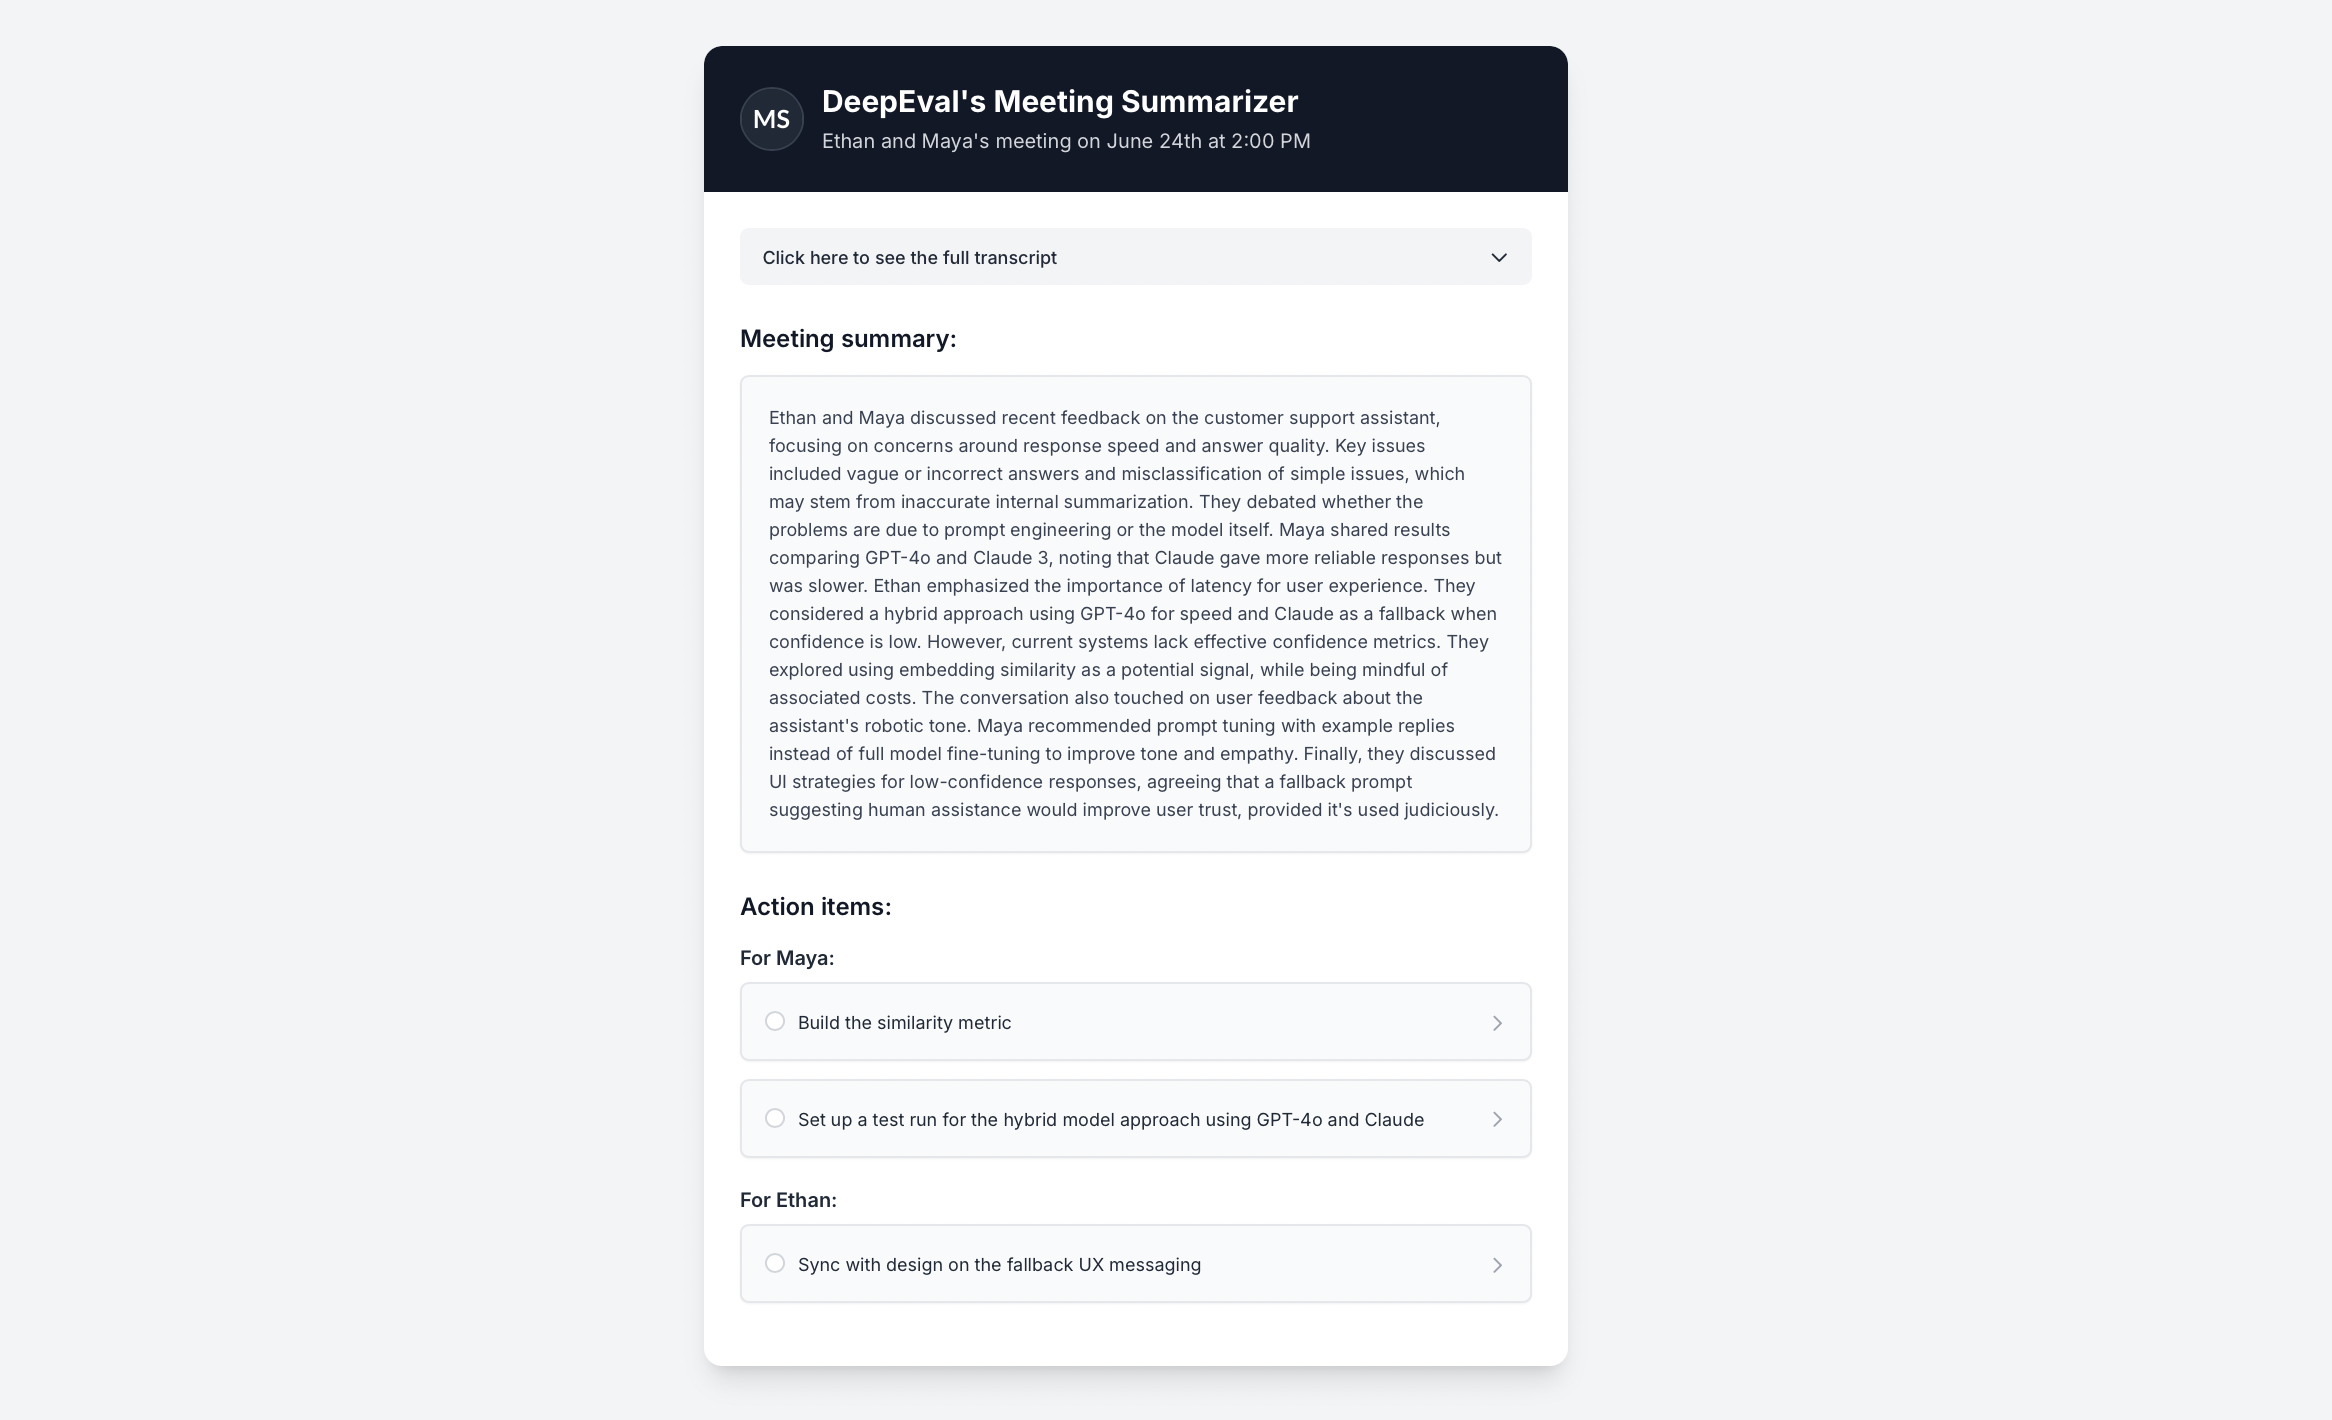 MS
DeepEval's Meeting Summarizer
Ethan and Maya's meeting on June 24th at 2:00 PM
Click here to see the full transcript
Meeting summary:
Ethan and Maya discussed recent feedback on the customer support assistant,
focusing on concerns around response speed and answer quality. Key issues
included vague or incorrect answers and misclassification of simple issues, which
may stem from inaccurate internal summarization. They debated whether the
problems are due to prompt engineering or the model itself. Maya shared results
comparing GPT-4o and Claude 3, noting that Claude gave more reliable responses but
was slower. Ethan emphasized the importance of latency for user experience. They
considered a hybrid approach using GPT-4o for speed and Claude as a fallback when
confidence is low. However, current systems lack effective confidence metrics. They
explored using embedding similarity as a potential signal, while being mindful of
associated costs. The conversation also touched on user feedback about the
assistant's robotic tone. Maya recommended prompt tuning with example replies
instead of full model fine-tuning to improve tone and empathy. Finally, they discussed
UI strategies for low-confidence responses, agreeing that a fallback prompt
suggesting human assistance would improve user trust, provided it's used judiciously.
Action items:
For Maya:
Build the similarity metric
Set up a test run for the hybrid model approach using GPT-4o and Claude
For Ethan:
Sync with design on the fallback UX messaging